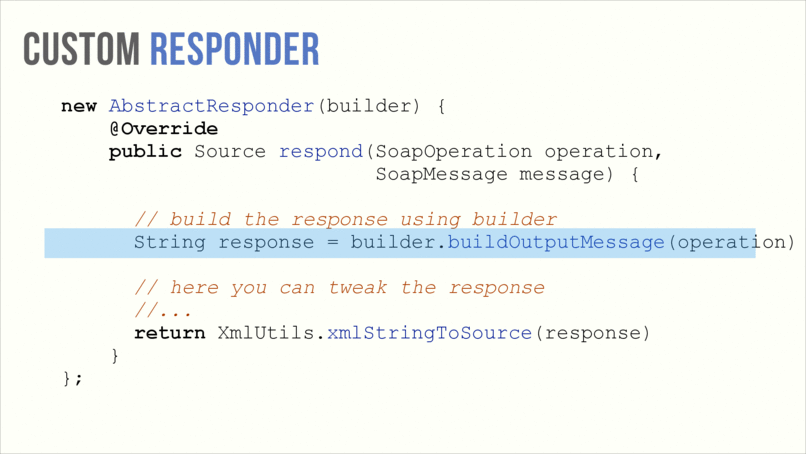 CUSTOM RESPONDER
new AbstractResponder(builder) {
@Override
public Source respond(SoapOperation operation,
SoapMessage message) {
// build the response using builder
String response = builder.buildOutputMessage(operation)
// here you can tweak the response
//...
return XmlUtils.xmlStringToSource(response)
}
};